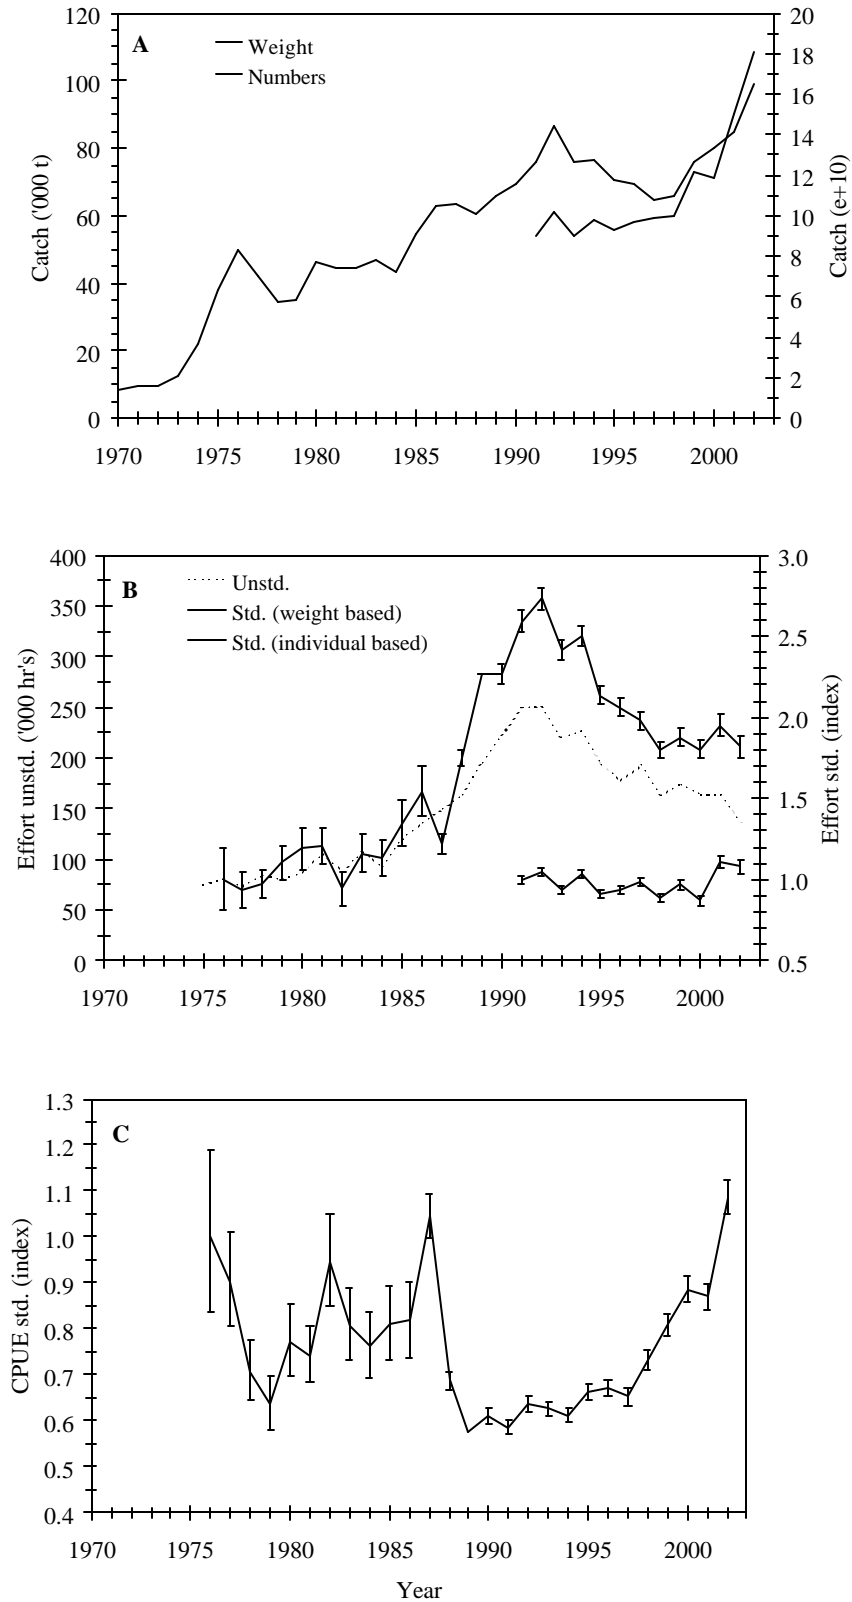 120
100
80
60
40
20
0
Catch ('000 t)
A
Weight
Numbers
20
18
16
14
12
10
8
6
4
2
0
Catch (e+10)
1970 1975 1980 1985 1990 1995 2000
400
350
300
250
200
150
100
50
0
Effort unstd. ('000 hr's)
B
Unstd.
Std. (weight based)
Std. (individual based)
3.0
2.5
2.0
1.5
1.0
0.5
Effort std. (index)
1970 1975 1980 1985 1990 1995 2000
1.3
1.2
1.1
1.0
0.9
0.8
0.7
0.6
0.5
0.4
CPUE std. (index)
C
1970 1975 1980 1985 1990 1995 2000
Year